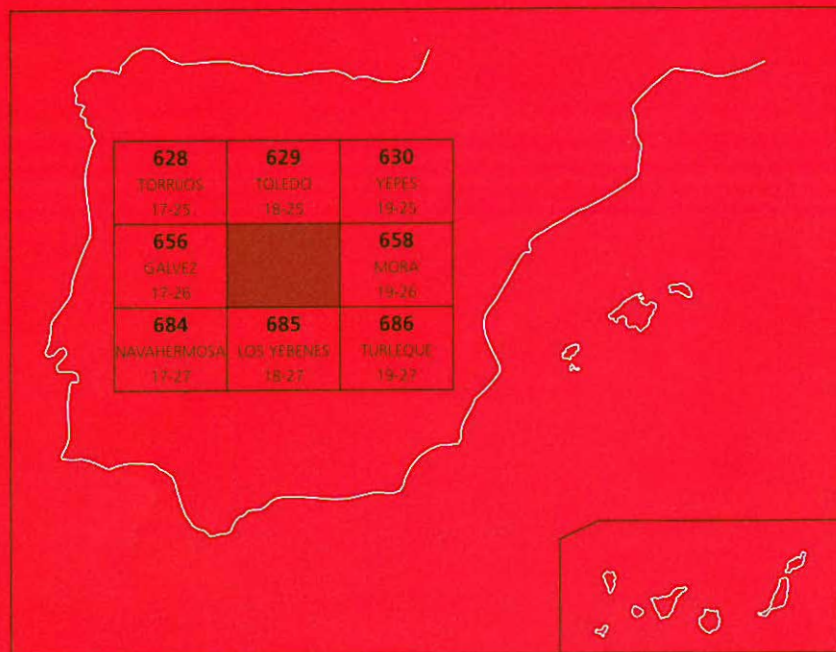 628
TORRIJOS
17-25
629
TOLEDO
18-25
630
YEPES
19-25
656
GALVEZ
17-26
658
MORA
19-26
684
NAVAHERMOSA
17-27
685
LOS YEBENES
18-27
686
TURLEQUE
19-27